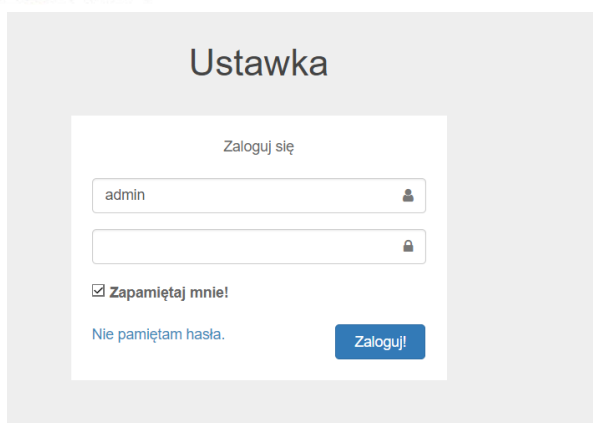 Ustawka
Zaloguj się
admin
Zapamiętaj mnie!
Nie pamiętam hasła.
Zaloguj!